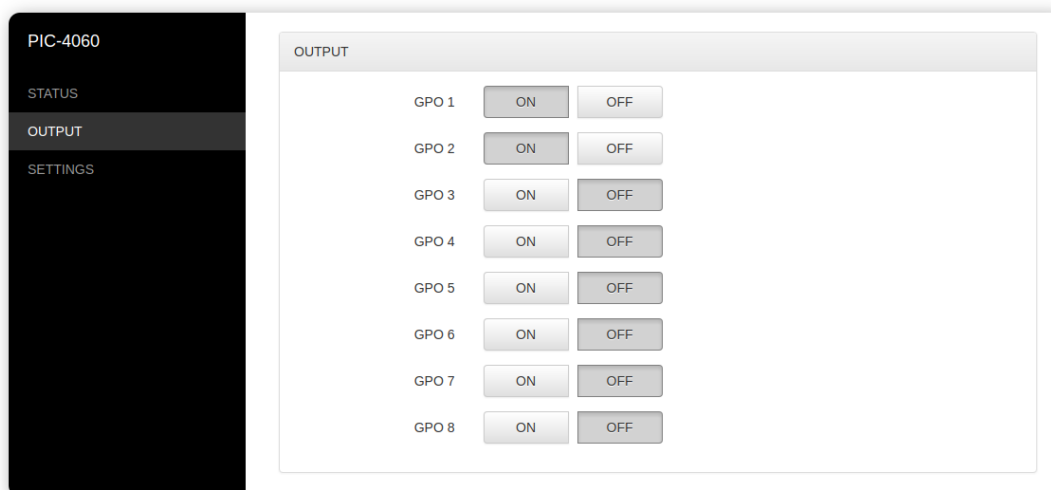 PIC-4060
STATUS
OUTPUT
SETTINGS
OUTPUT
GPO 1 ON OFF
GPO 2 ON OFF
GPO 3 ON OFF
GPO 4 ON OFF
GPO 5 ON OFF
GPO 6 ON OFF
GPO 7 ON OFF
GPO 8 ON OFF